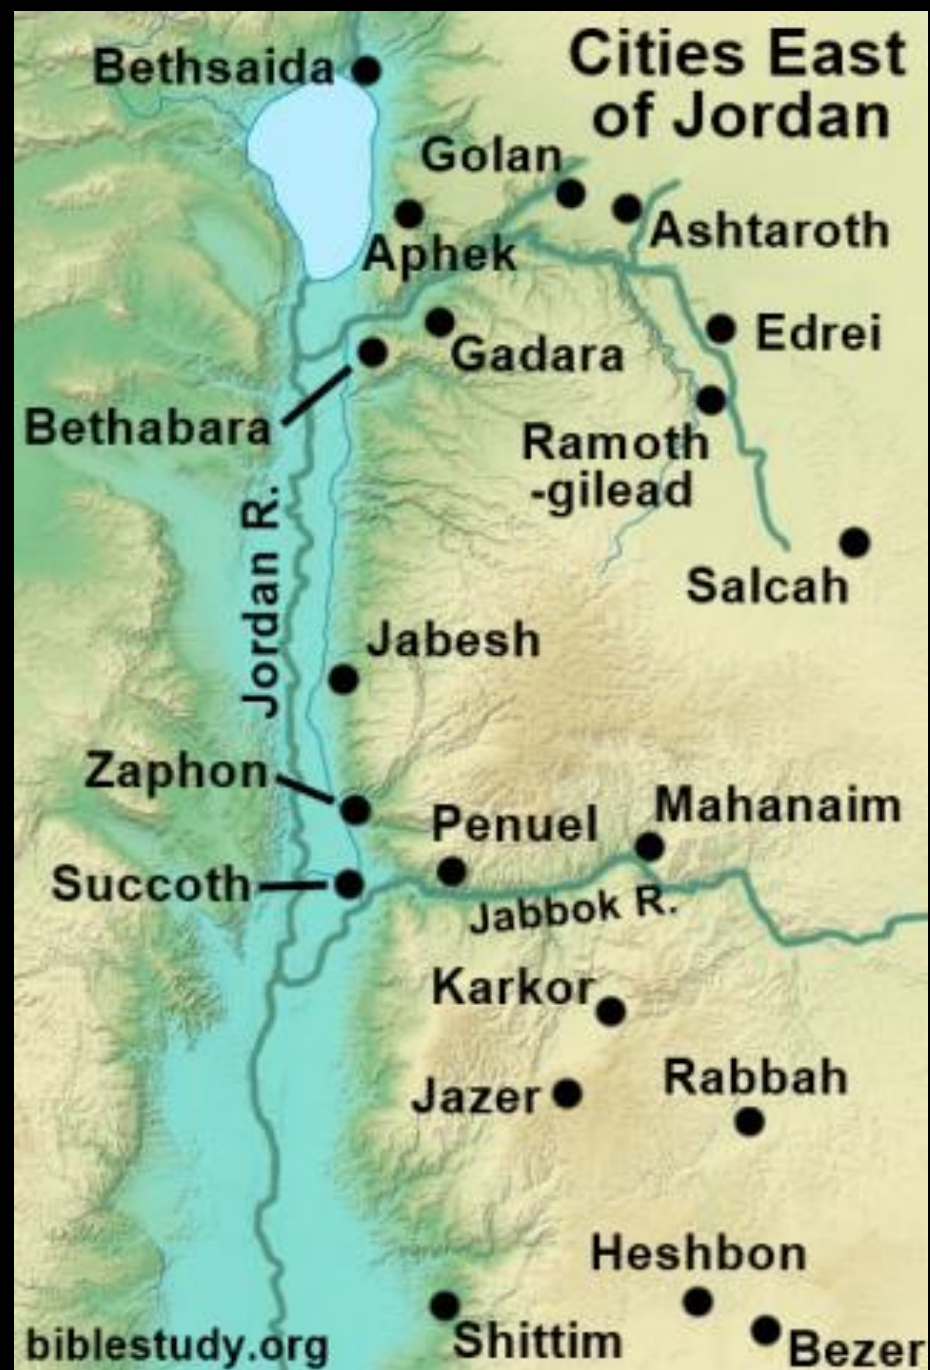 Cities East
of Jordan
Bethsaida
Golan
Ashtaroth
Aphek
Edrei
Gadara
Bethabara
Ramoth
-gilead
Jordan R.
Salcah
Jabesh
Zaphon
Penuel
Mahanaim
Succoth
Jabbok R.
Karkor
Jazer
Rabbah
Heshbon
Shittim
Bezer
biblestudy.org